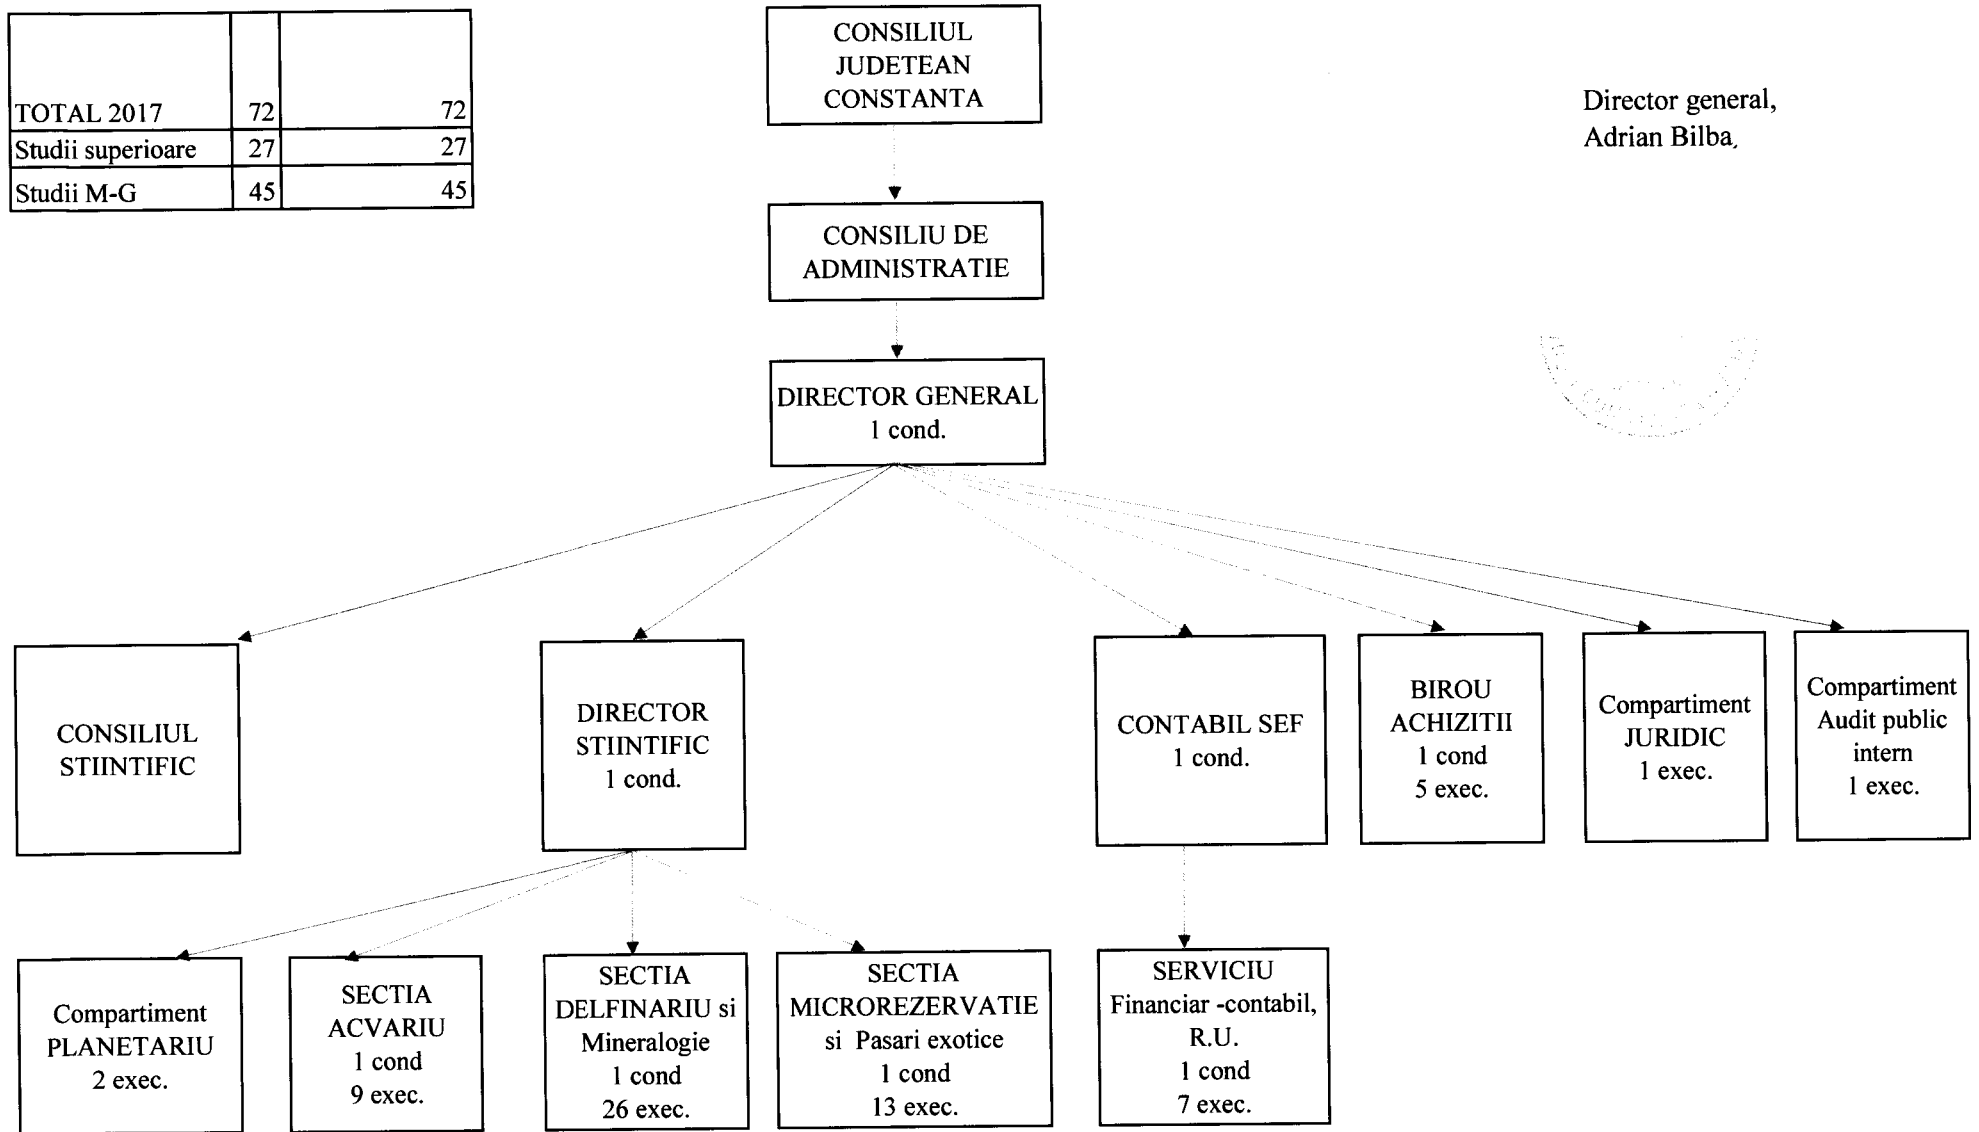 TOTAL 2017 72 72
Studii superioare 27 27
Studii M-G 45 45
CONSILIUL
JUDETEAN
CONSTANTA
Director general,
Adrian Bilba
CONSILIU DE
ADMINISTRATIE
DIRECTOR GENERAL
1 cond.
CONSILIUL
STIINTIFIC
DIRECTOR
STIINTIFIC
1 cond.
CONTABIL SEF
1 cond.
BIROU
ACHIZITII
1 cond
5 exec.
Compartiment
JURIDIC
1 exec.
Compartiment
Audit public
intern
1 exec.
Compartiment
PLANETARIU
2 exec.
SECTIA
ACVARIU
1 cond
9 exec.
SECTIA
DELFINARIU si
Mineralogie
1 cond
26 exec.
SECTIA
MICROREZERVATIE
si Pasari exotice
1 cond
13 exec.
SERVICIU
Financiar -contabil,
R.U.
1 cond
7 exec.